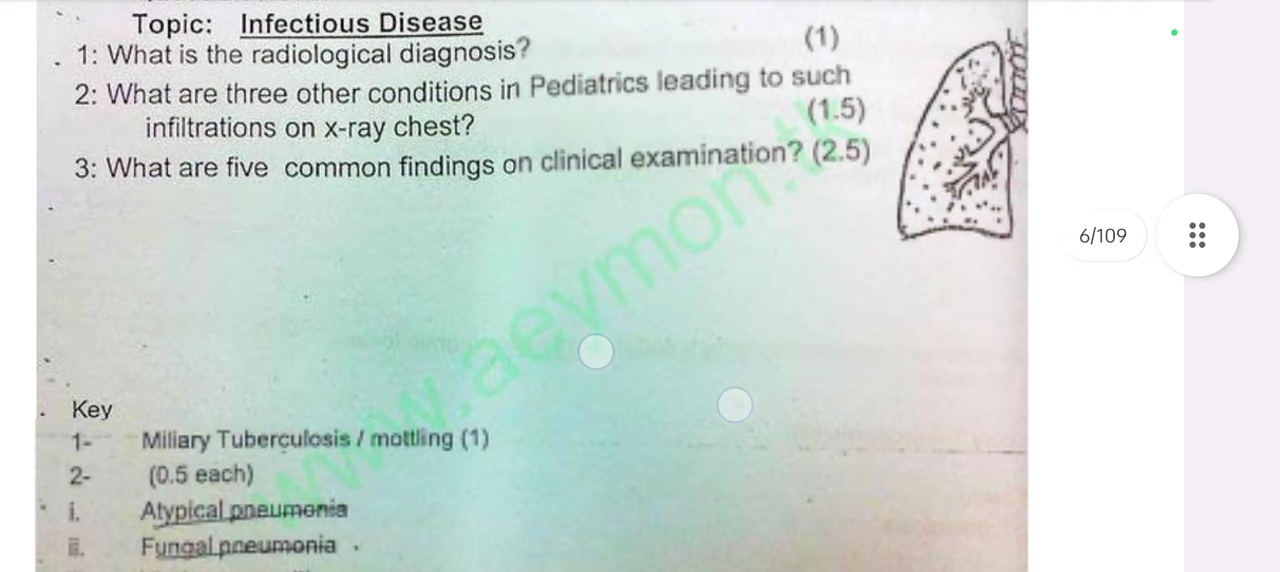 Topic: Infectious Disease
1: What is the radiological diagnosis? (1)
2: What are three other conditions in Pediatrics leading to such
infiltrations on x-ray chest? (1.5)
3: What are five common findings on clinical examination? (2.5)
6/109
www.aeymon.tk
Key
1- Miliary Tuberculosis / mottling (1)
2- (0.5 each)
i. Atypical pneumonia
ii. Fungal pneumonia